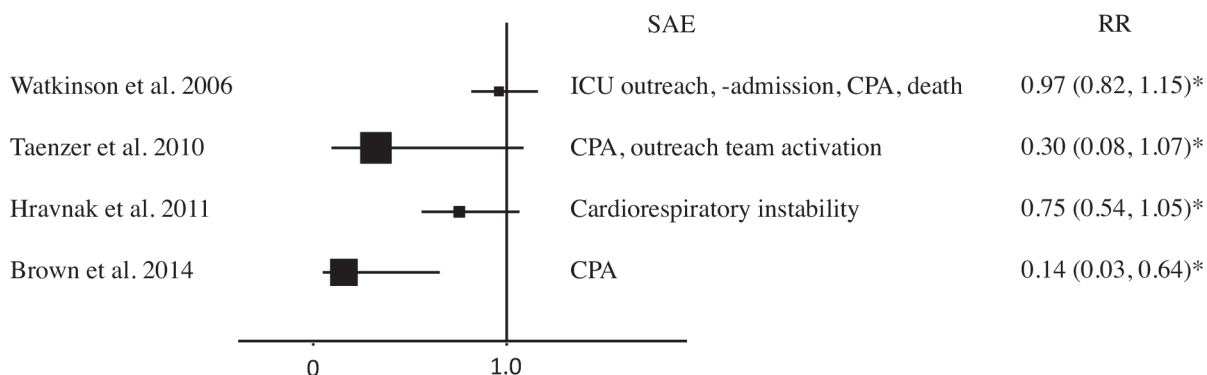 SAE RR
Watkinson et al. 2006 ICU outreach, -admission, CPA, death 0.97 (0.82, 1.15)*
Taenzer et al. 2010 CPA, outreach team activation 0.30 (0.08, 1.07)*
Hravnak et al. 2011 Cardiorespiratory instability 0.75 (0.54, 1.05)*
Brown et al. 2014 CPA 0.14 (0.03, 0.64)*
0 1.0